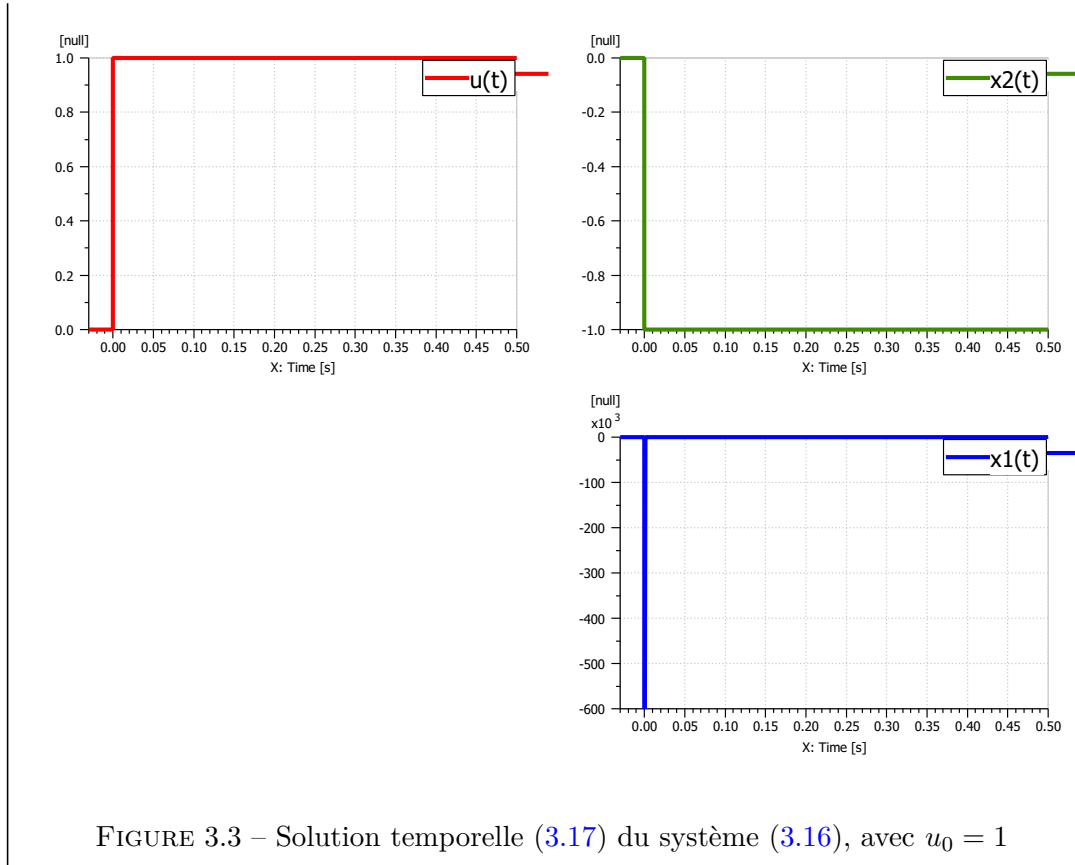 [null]
1.0
0.8
0.6
0.4
0.2
0.0
u(t)
0.00 0.05 0.10 0.15 0.20 0.25 0.30 0.35 0.40 0.45 0.50
X: Time [s]
[null]
0.0
-0.2
-0.4
-0.6
-0.8
-1.0
x2(t)
0.00 0.05 0.10 0.15 0.20 0.25 0.30 0.35 0.40 0.45 0.50
X: Time [s]
[null]
x10 3
0
-100
-200
-300
-400
-500
-600
x1(t)
0.00 0.05 0.10 0.15 0.20 0.25 0.30 0.35 0.40 0.45 0.50
X: Time [s]
FIGURE 3.3 – Solution temporelle (3.17) du système (3.16), avec u₀ = 1